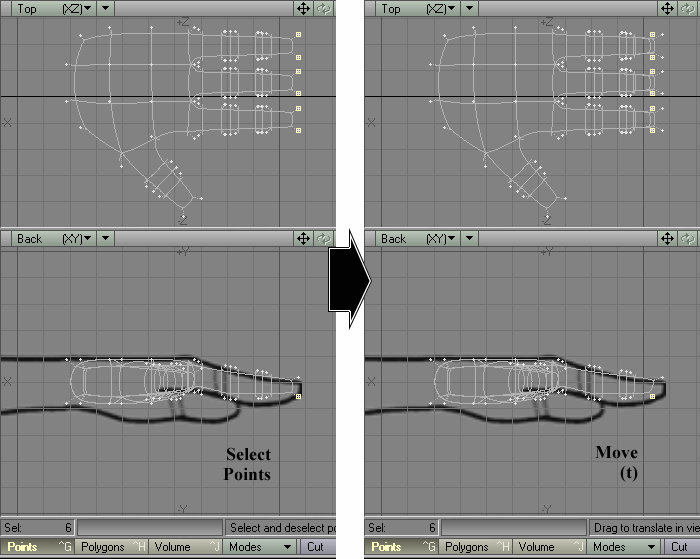 Top (XZ)
Top (XZ)
+Z
+Z
X
X
-Z
-Z
Back (XY)
Back (XY)
+Y
+Y
X
X
Select
Points
Move
(t)
-Y
-Y
Sel: 6 Select and deselect po
Sel: 6 Drag to translate in vie
Points ^G Polygons ^H Volume ^J Modes Cut
Points ^G Polygons ^H Volume ^J Modes Cut